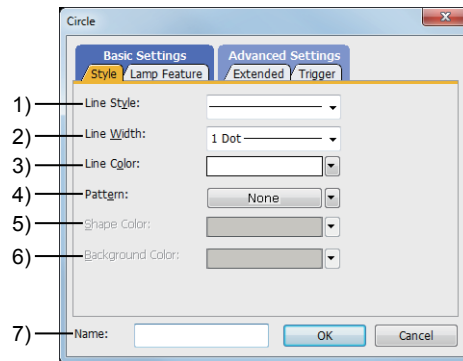 Circle
Basic Settings
Advanced Settings
Style
Lamp Feature
Extended
Trigger
1) Line Style:
2) Line Width: 1 Dot
3) Line Color:
4) Pattern: None
5) Shape Color:
6) Background Color:
7) Name:
OK
Cancel